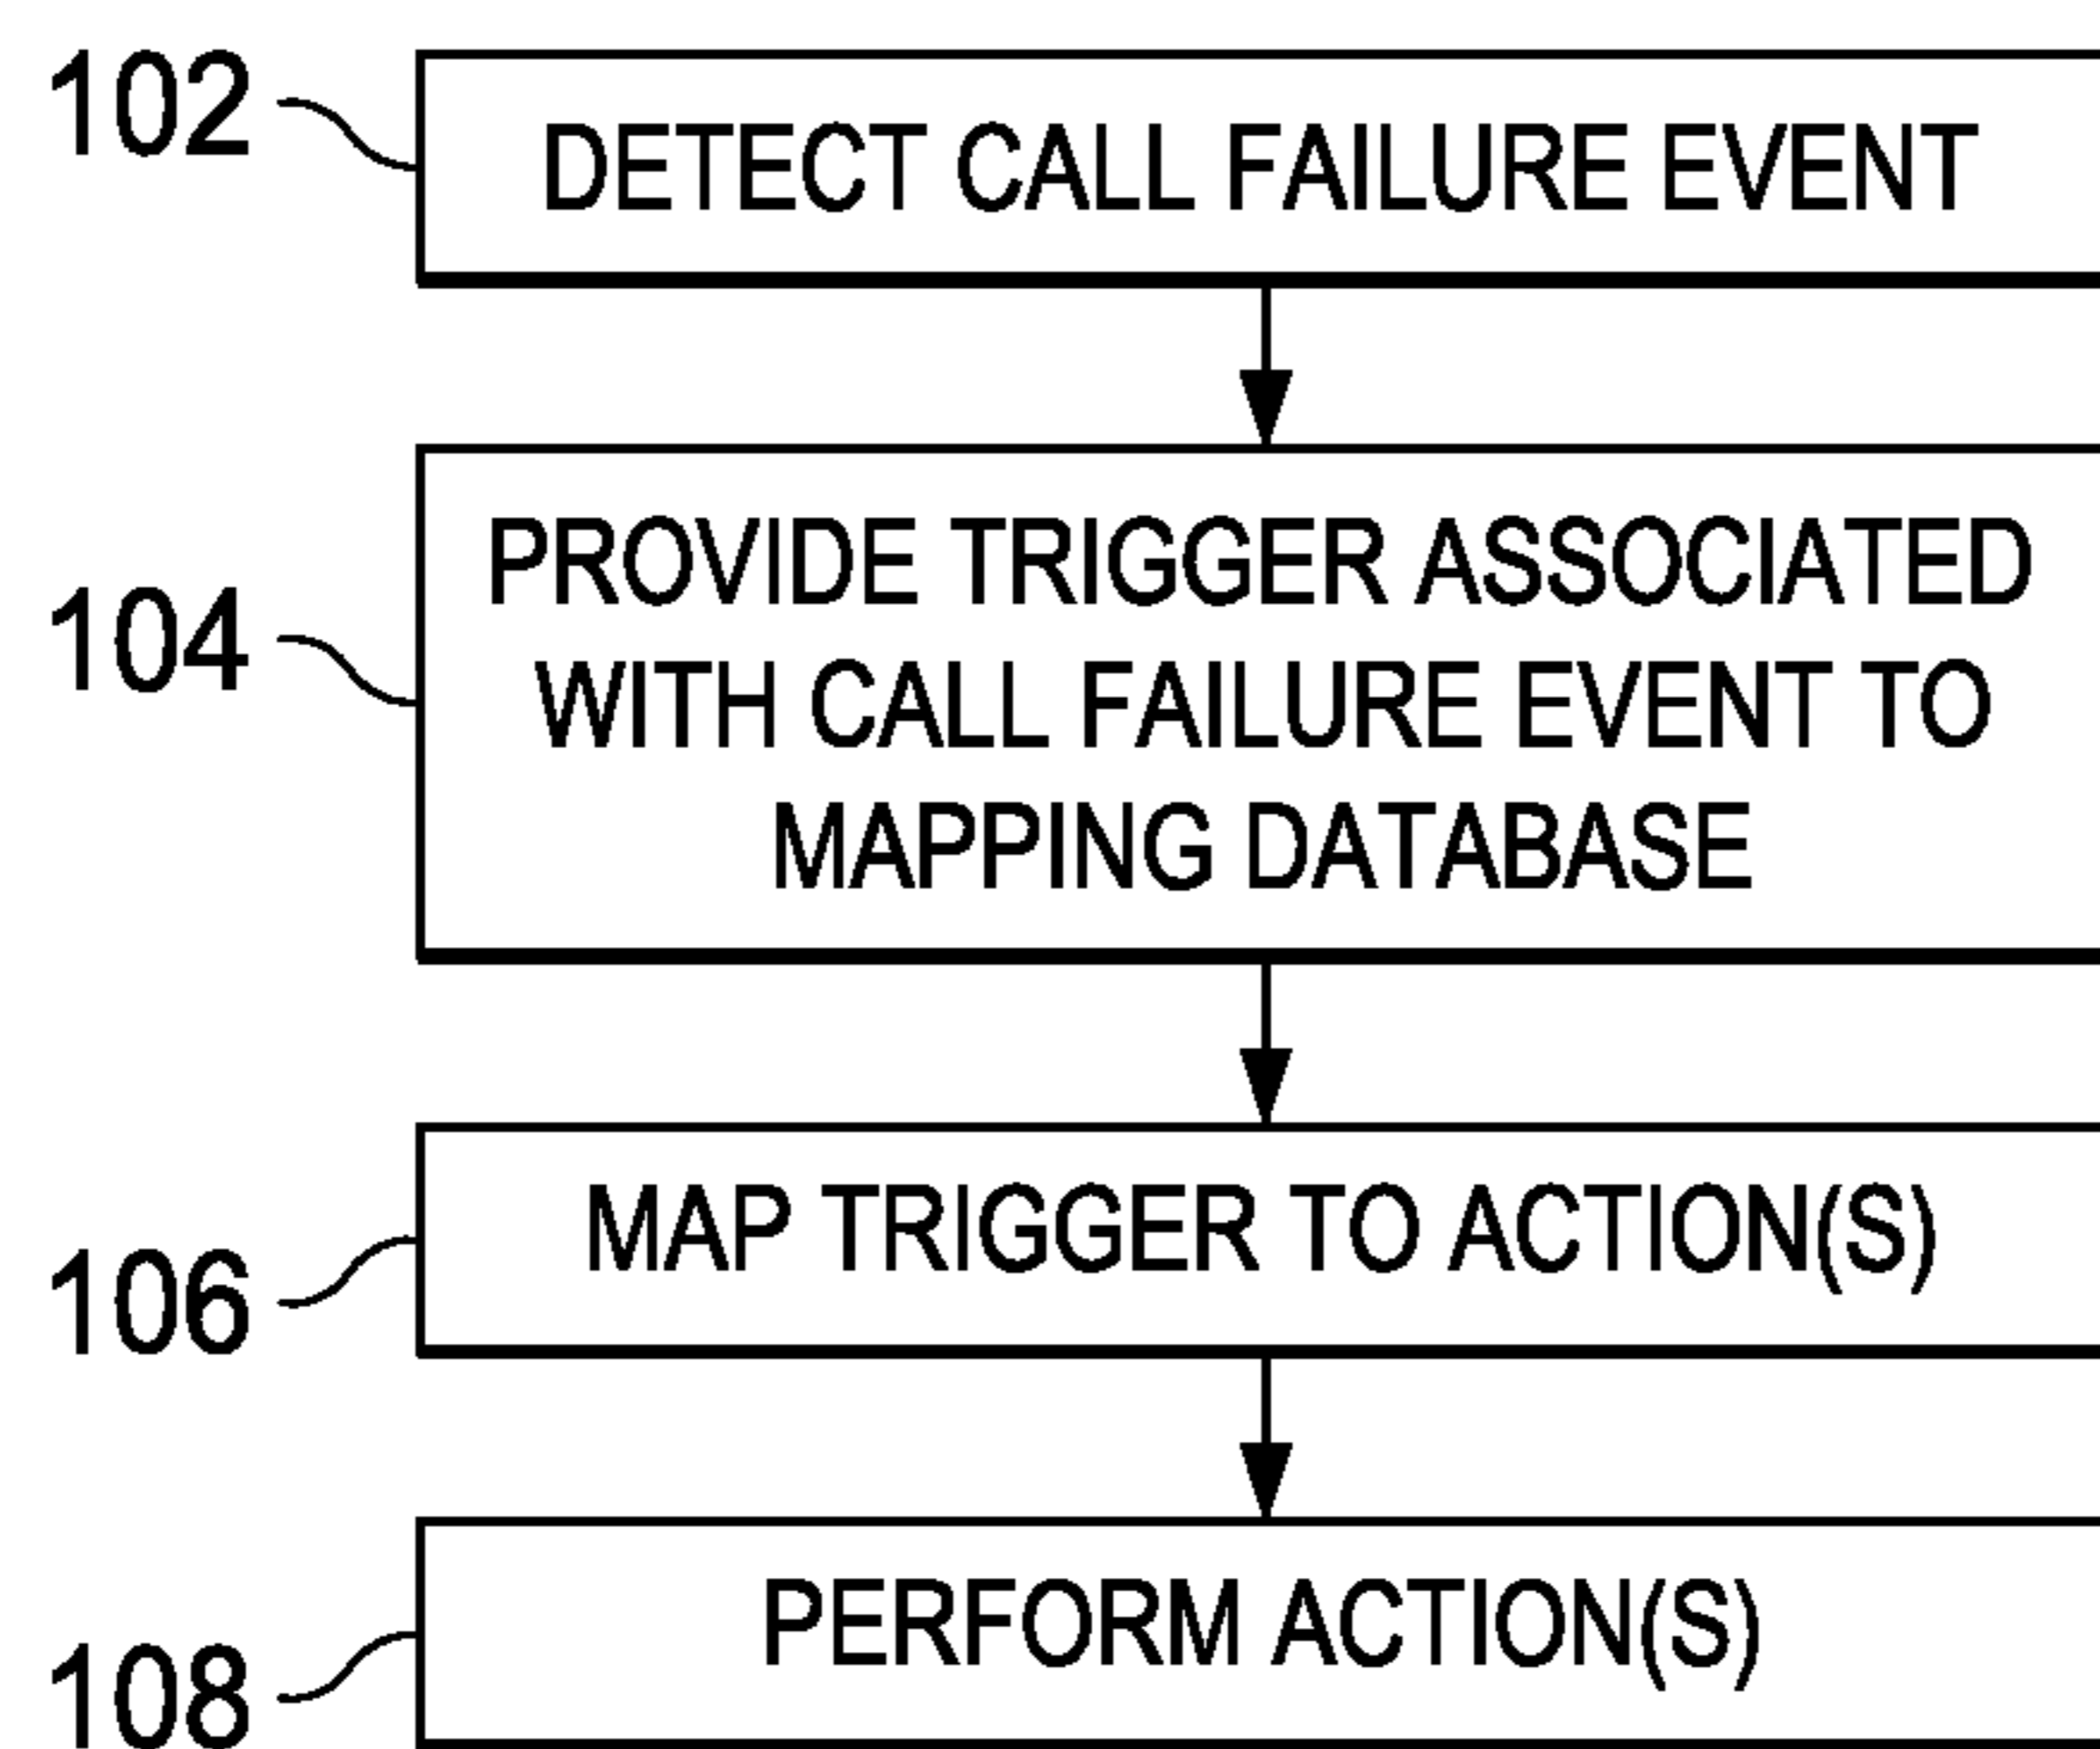 102
DETECT CALL FAILURE EVENT
104
PROVIDE TRIGGER ASSOCIATED
WITH CALL FAILURE EVENT TO
MAPPING DATABASE
106
MAP TRIGGER TO ACTION(S)
108
PERFORM ACTION(S)